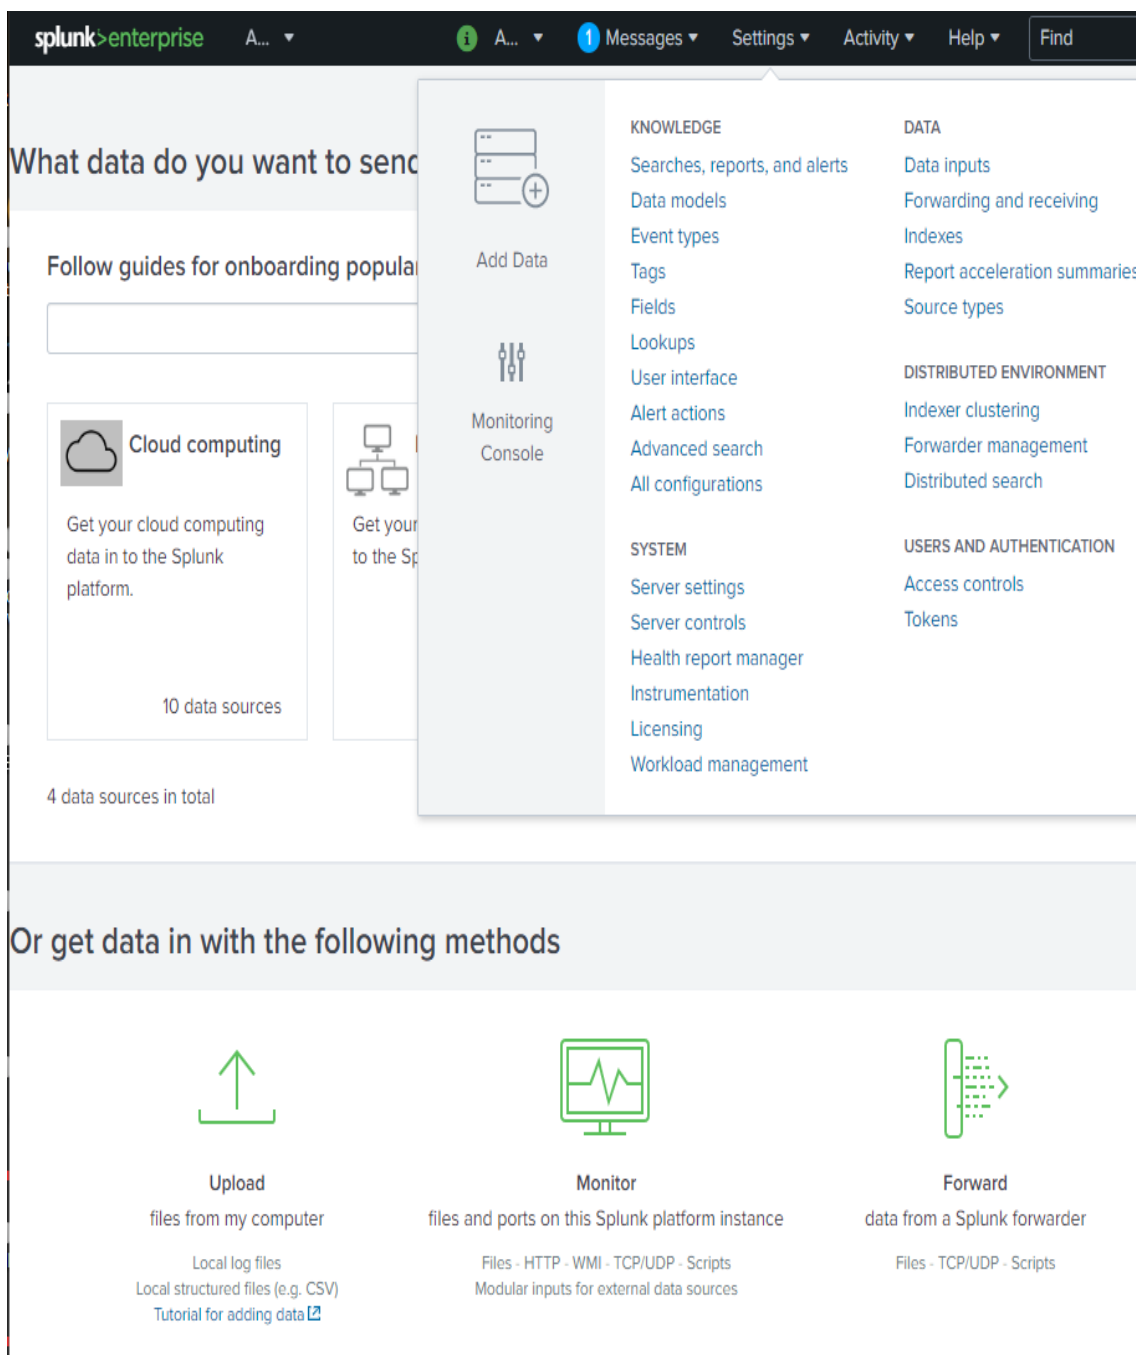 splunk>enterprise A... ▾ i A... ▾ 1 Messages ▾ Settings ▾ Activity ▾ Help ▾ Find
What data do you want to send
Follow guides for onboarding popular
Cloud computing
Get your cloud computing
data in to the Splunk
platform.
10 data sources
Get your
to the Sp
4 data sources in total
Add Data
Monitoring
Console
KNOWLEDGE
Searches, reports, and alerts
Data models
Event types
Tags
Fields
Lookups
User interface
Alert actions
Advanced search
All configurations
SYSTEM
Server settings
Server controls
Health report manager
Instrumentation
Licensing
Workload management
DATA
Data inputs
Forwarding and receiving
Indexes
Report acceleration summaries
Source types
DISTRIBUTED ENVIRONMENT
Indexer clustering
Forwarder management
Distributed search
USERS AND AUTHENTICATION
Access controls
Tokens
Or get data in with the following methods
Upload
files from my computer
Local log files
Local structured files (e.g. CSV)
Tutorial for adding data
Monitor
files and ports on this Splunk platform instance
Files - HTTP - WMI - TCP/UDP - Scripts
Modular inputs for external data sources
Forward
data from a Splunk forwarder
Files - TCP/UDP - Scripts